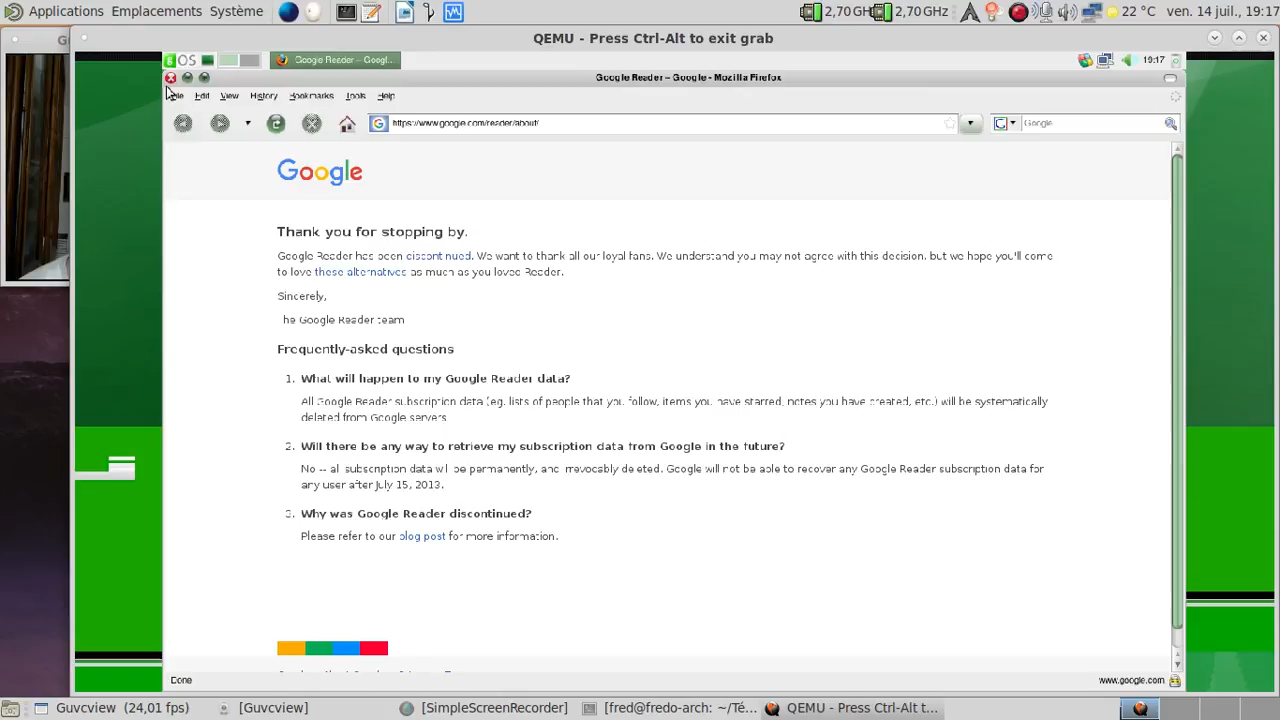 Applications Emplacements Système 2,70 GHz 2,70 GHz 22 °C ven. 14 juil., 19:17
QEMU - Press Ctrl-Alt to exit grab
g OS Google Reader – Googl... 19:17
Google Reader – Google - Mozilla Firefox
File Edit View History Bookmarks Tools Help
https://www.google.com/reader/about/ Google
Google
Thank you for stopping by.
Google Reader has been discontinued. We want to thank all our loyal fans. We understand you may not agree with this decision, but we hope you'll come
to love these alternatives as much as you loved Reader.
Sincerely,
The Google Reader team
Frequently-asked questions
1. What will happen to my Google Reader data?
All Google Reader subscription data (eg. lists of people that you follow, items you have starred, notes you have created, etc.) will be systematically
deleted from Google servers.
2. Will there be any way to retrieve my subscription data from Google in the future?
No -- all subscription data will be permanently, and irrevocably deleted. Google will not be able to recover any Google Reader subscription data for
any user after July 15, 2013.
3. Why was Google Reader discontinued?
Please refer to our blog post for more information.
Done www.google.com
Guvcview (24,01 fps) [Guvcview] [SimpleScreenRecorder] [fred@fredo-arch: ~/Té... QEMU - Press Ctrl-Alt t...